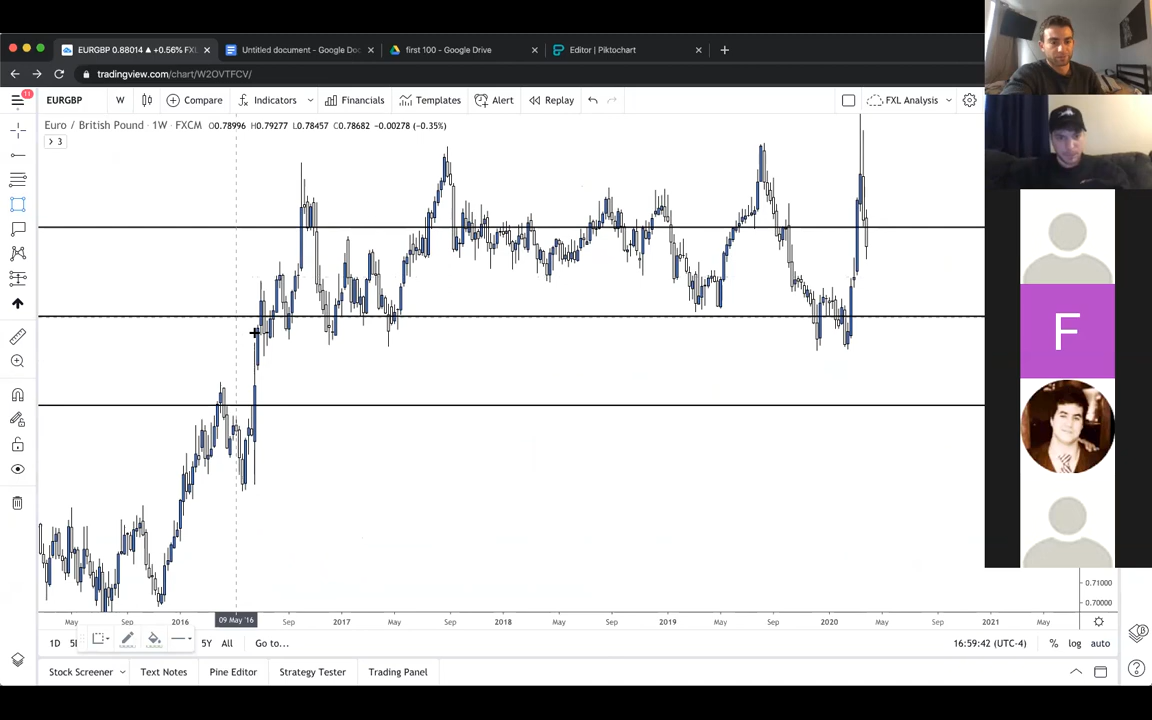 EURGBP 0.88014 ▲ +0.56% FXL
Untitled document - Google Doc
first 100 - Google Drive
Editor | Piktochart
tradingview.com/chart/W2OVTFCV/
11
EURGBP
W
Compare
Indicators
Financials
Templates
Alert
Replay
FXL Analysis
Euro / British Pound · 1W · FXCM O0.78996 H0.79277 L0.78457 C0.78682 -0.00278 (-0.35%)
3
F
0.71000
0.70000
May
2016
09 May '16
Sep
2017
May
Sep
2018
May
Sep
2019
May
Sep
2020
May
Sep
2021
May
1D
5Y
All
Go to...
16:59:42 (UTC-4)
%
log
auto
Stock Screener
Text Notes
Pine Editor
Strategy Tester
Trading Panel